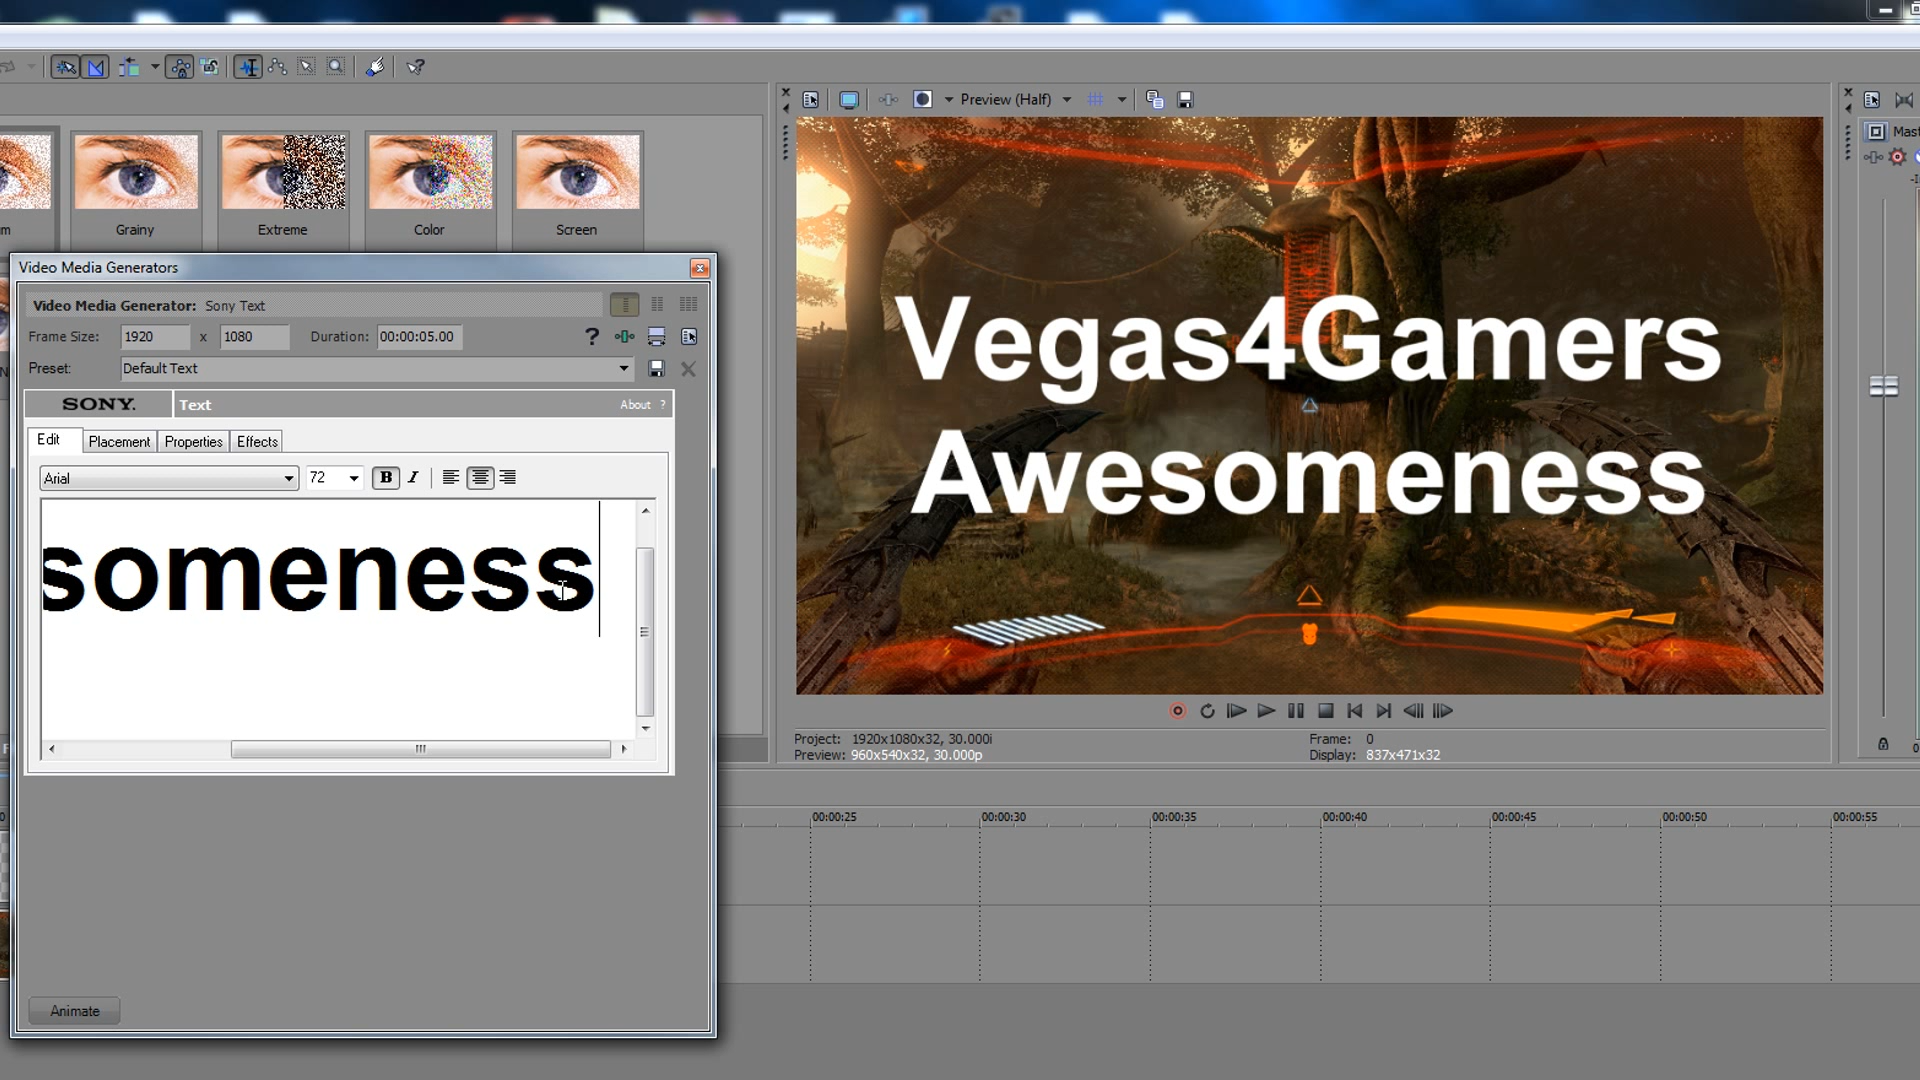 Preview (Half)
Grainy
Extreme
Color
Screen
Video Media Generators
Video Media Generator: Sony Text
Frame Size: 1920 x 1080 Duration: 00:00:05.00
Preset: Default Text
SONY. Text About ?
Edit Placement Properties Effects
Arial 72 B I
someness
Animate
Vegas4Gamers
Awesomeness
Project: 1920x1080x32, 30.000i Frame: 0
Preview: 960x540x32, 30.000p Display: 837x471x32
00:00:25 00:00:30 00:00:35 00:00:40 00:00:45 00:00:50 00:00:55